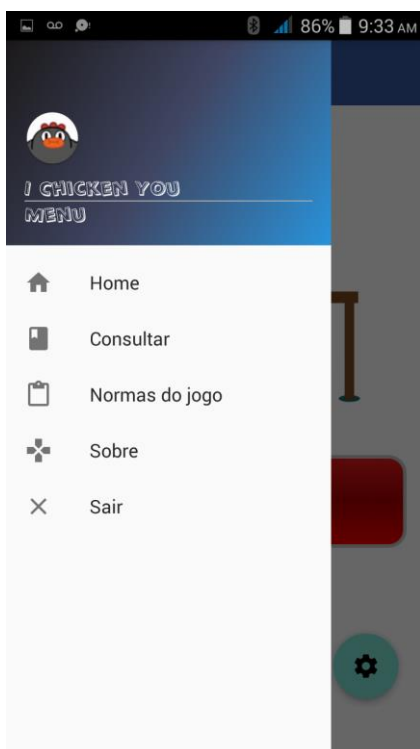 86% 9:33 AM
I CHICKEN YOU
MENU
Home
Consultar
Normas do jogo
Sobre
Sair